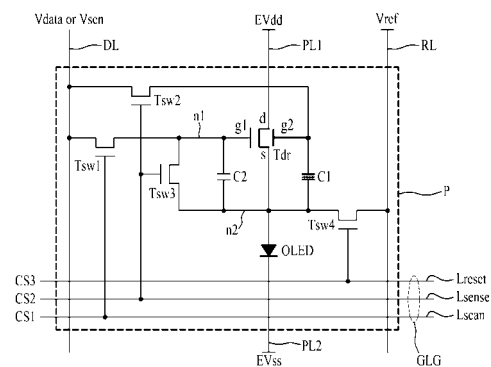 Vdata or Vsen EVdd Vref
DL PL1 RL
Tsw2
n1 g1 d g2
s Tdr
Tsw1 Tsw3 C2 C1 P
n2 Tsw4
OLED
CS3 Lreset
CS2 Lsense
CS1 Lscan
PL2 GLG
EVss